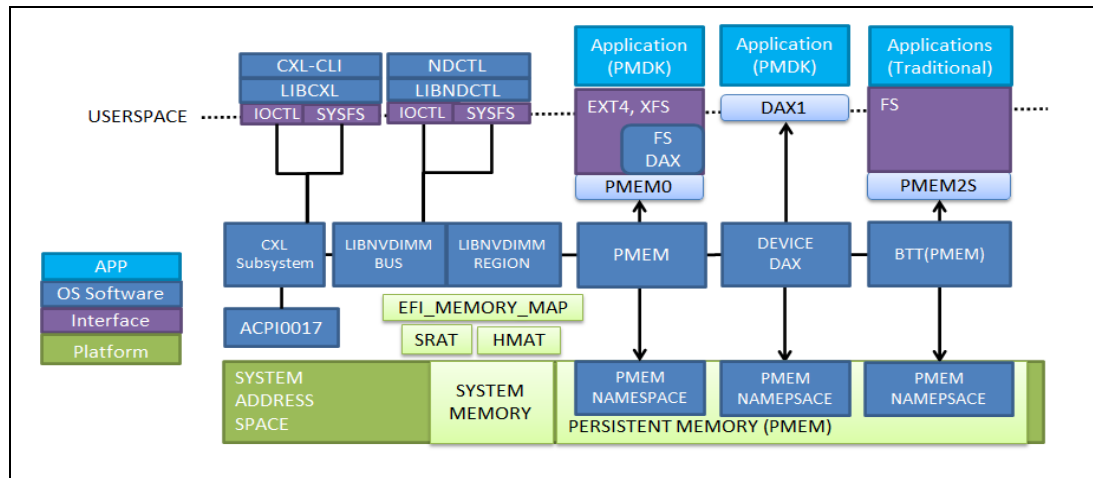 CXL-CLI
LIBCXL
IOCTL SYSFS
NDCTL
LIBNDCTL
IOCTL SYSFS
Application
(PMDK)
EXT4, XFS
FS
DAX
PMEM0
Application
(PMDK)
DAX1
Applications
(Traditional)
FS
PMEM2S
USERSPACE
CXL
Subsystem
LIBNVDIMM
BUS
LIBNVDIMM
REGION
PMEM
DEVICE
DAX
BTT(PMEM)
APP
OS Software
Interface
Platform
ACPI0017
EFI_MEMORY_MAP
SRAT
HMAT
SYSTEM
ADDRESS
SPACE
SYSTEM
MEMORY
PMEM
NAMESPACE
PMEM
NAMEPSACE
PMEM
NAMEPSACE
PERSISTENT MEMORY (PMEM)